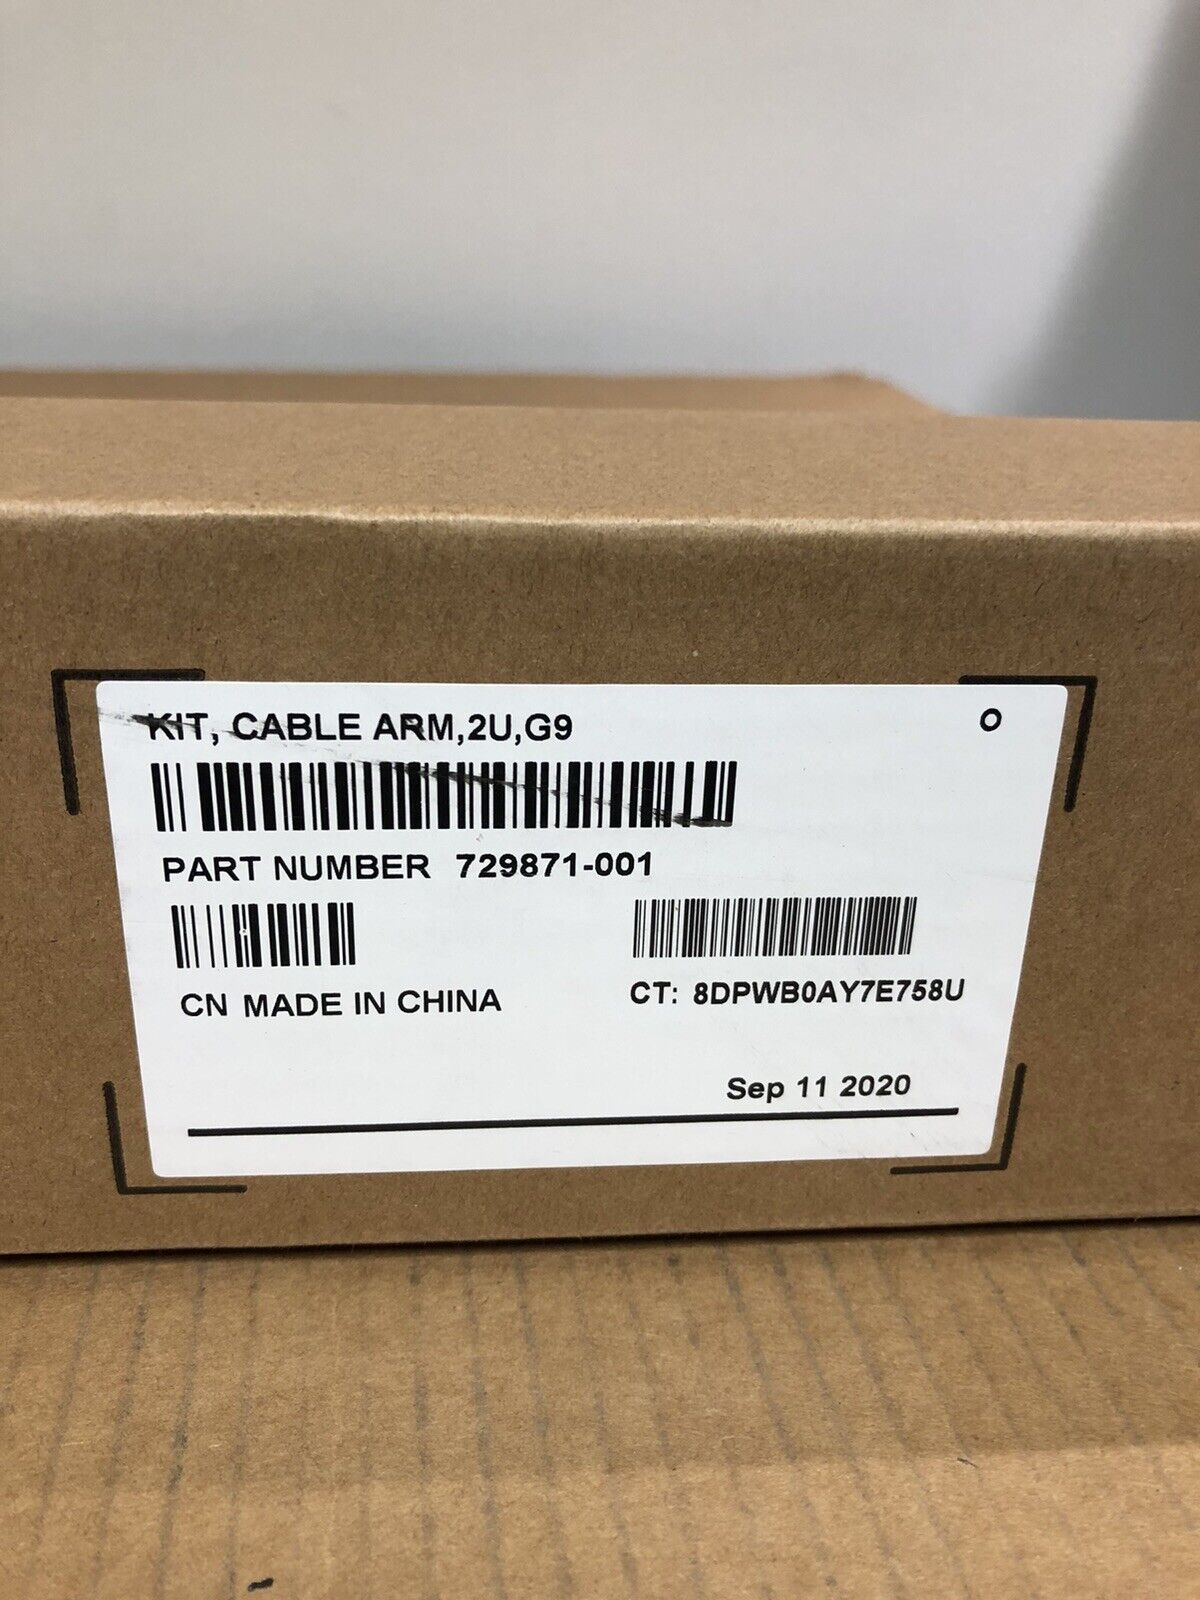 KIT, CABLE ARM,2U,G9
O
PART NUMBER 729871-001
CN MADE IN CHINA
CT: 8DPWB0AY7E758U
Sep 11 2020